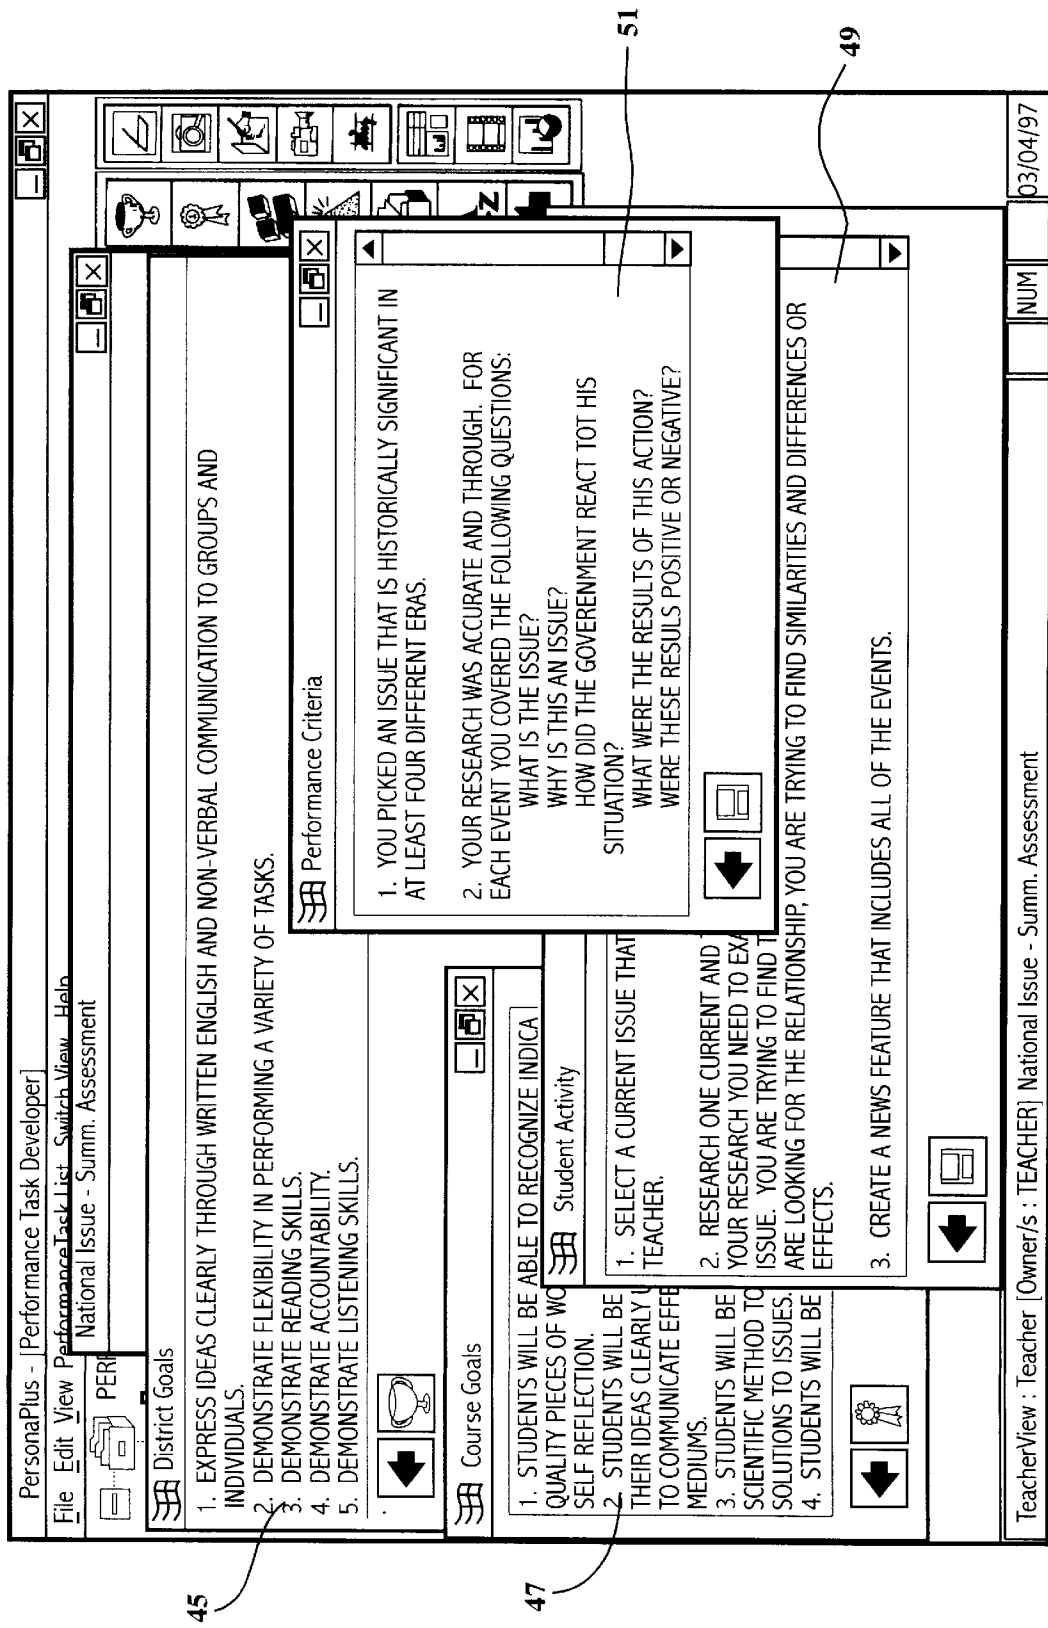 PersonaPlus - [Performance Task Developer]
File Edit View PerformanceTask List Switch View Help
PERF
National Issue - Summ. Assessment
District Goals
1. EXPRESS IDEAS CLEARLY THROUGH WRITTEN ENGLISH AND NON-VERBAL COMMUNICATION TO GROUPS AND
INDIVIDUALS.
2. DEMONSTRATE FLEXIBILITY IN PERFORMING A VARIETY OF TASKS.
3. DEMONSTRATE READING SKILLS.
4. DEMONSTRATE ACCOUNTABILITY.
5. DEMONSTRATE LISTENING SKILLS.
45
Course Goals
1. STUDENTS WILL BE ABLE TO RECOGNIZE INDICA
QUALITY PIECES OF WO
SELF REFLECTION.
2. STUDENTS WILL BE
THEIR IDEAS CLEARLY
TO COMMUNICATE EFFE
MEDIUMS.
3. STUDENTS WILL BE
SCIENTIFIC METHOD TO
SOLUTIONS TO ISSUES.
4. STUDENTS WILL BE
47
Performance Criteria
1. YOU PICKED AN ISSUE THAT IS HISTORICALLY SIGNIFICANT IN
AT LEAST FOUR DIFFERENT ERAS.
2. YOUR RESEARCH WAS ACCURATE AND THROUGH. FOR
EACH EVENT YOU COVERED THE FOLLOWING QUESTIONS:
WHAT IS THE ISSUE?
WHY IS THIS AN ISSUE?
HOW DID THE GOVERENMENT REACT TOT HIS
SITUATION?
WHAT WERE THE RESULTS OF THIS ACTION?
WERE THESE RESULS POSITIVE OR NEGATIVE?
51
Student Activity
1. SELECT A CURRENT ISSUE THAT
TEACHER.
2. RESEARCH ONE CURRENT AND
YOUR RESEARCH YOU NEED TO EXA
ISSUE. YOU ARE TRYING TO FIND T
ARE LOOKING FOR THE RELATIONSHIP, YOU ARE TRYING TO FIND SIMILARITIES AND DIFFERENCES OR
EFFECTS.
3. CREATE A NEWS FEATURE THAT INCLUDES ALL OF THE EVENTS.
49
TeacherView : Teacher [Owner/s : TEACHER] National Issue - Summ. Assessment
NUM
03/04/97